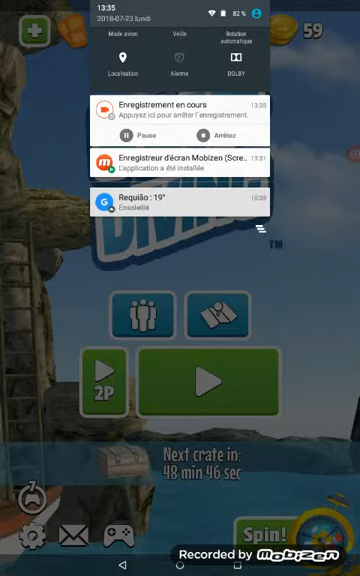 13:35
2018-07-23 lundi
82 %
Mode avion
Veille
Rotation
automatique
Localisation
Alarme
DOLBY
59
Enregistrement en cours
13:35
Appuyez ici pour arrêter l'enregistrement.
Pause
Arrêtez
Enregistreur d'écran Mobizen (Scre..
13:31
L'application a été installée
Requião : 19°
10:39
Ensoleillé
DIVING
TM
2P
Next crate in:
48 min 46 sec
7
Spin!
Recorded by mobizen